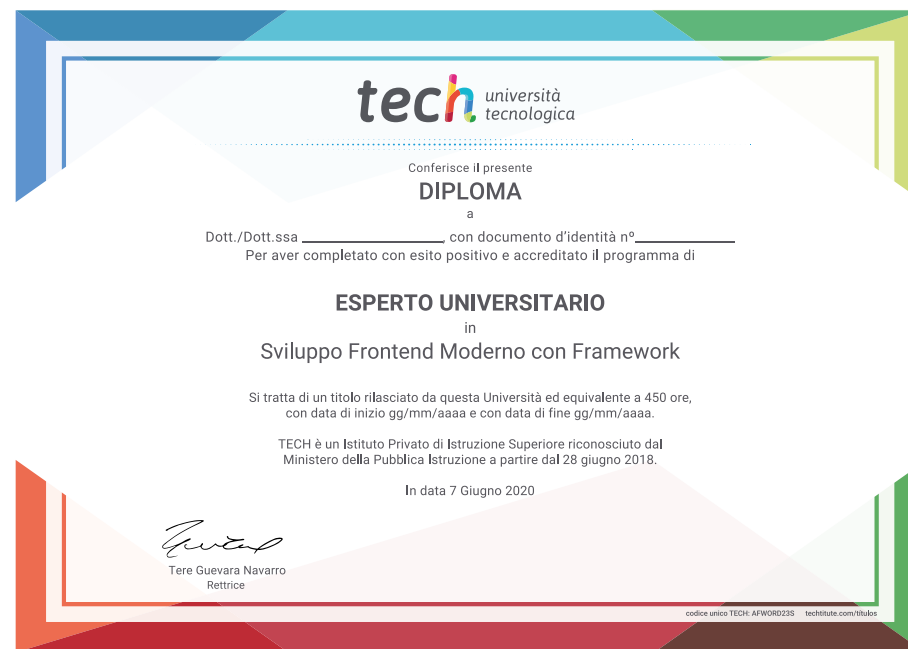 tech università
tecnologica
Conferisce il presente
DIPLOMA
a
Dott./Dott.ssa ____________________, con documento d'identità nº______________
Per aver completato con esito positivo e accreditato il programma di
ESPERTO UNIVERSITARIO
in
Sviluppo Frontend Moderno con Framework
Si tratta di un titolo rilasciato da questa Università ed equivalente a 450 ore,
con data di inizio gg/mm/aaaa e con data di fine gg/mm/aaaa.
TECH è un Istituto Privato di Istruzione Superiore riconosciuto dal
Ministero della Pubblica Istruzione a partire dal 28 giugno 2018.
In data 7 Giugno 2020
Tere Guevara Navarro
Rettrice
codice unico TECH: AFWORD23S techtitute.com/titulos